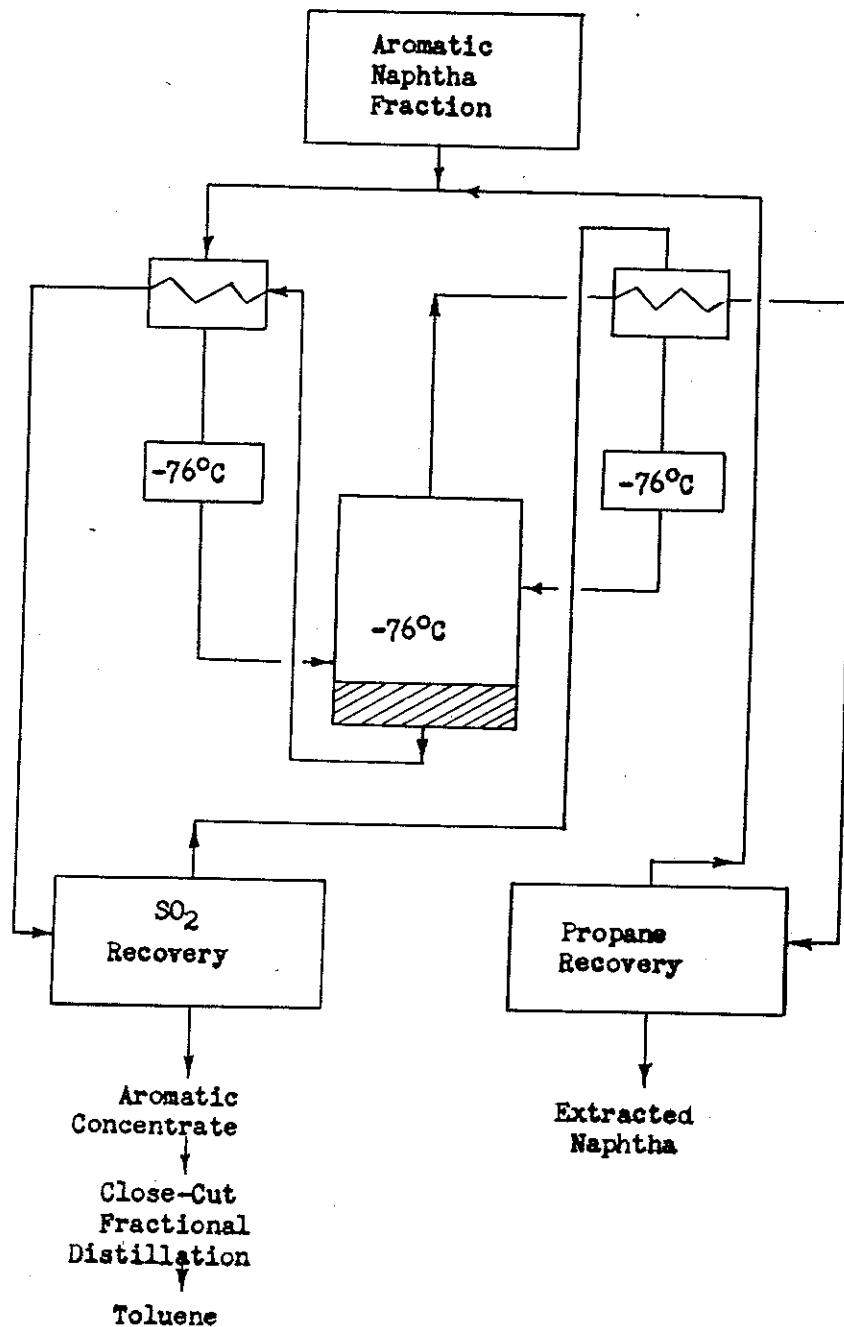 Aromatic
Naphtha
Fraction
-76°C
-76°C
-76°C
SO2
Recovery
Propane
Recovery
Aromatic
Concentrate
Extracted
Naphtha
Close-Cut
Fractional
Distillation
Toluene